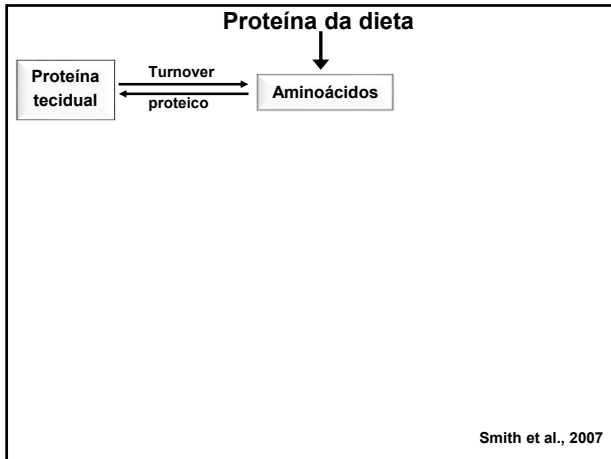 Proteína da dieta
Proteína
tecidual
Turnover
proteico
Aminoácidos
Smith et al., 2007